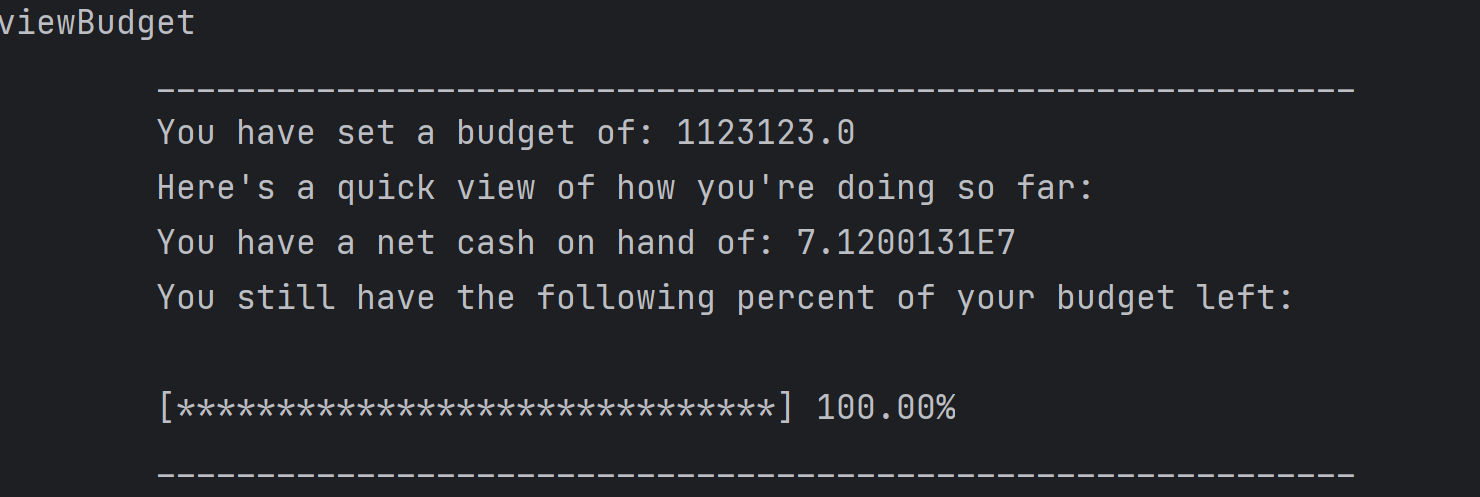 viewBudget
____________________________________________________________
You have set a budget of: 1123123.0
Here's a quick view of how you're doing so far:
You have a net cash on hand of: 7.1200131E7
You still have the following percent of your budget left:
[******************************] 100.00%
____________________________________________________________